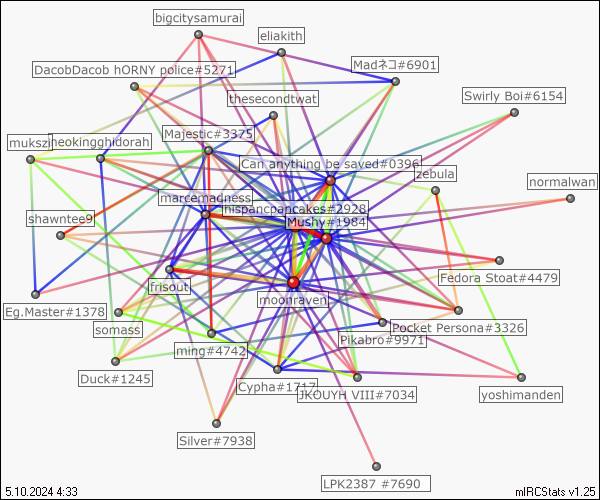 bigcitysamurai
eliakith
Madネコ#6901
DacobDacob hORNY police#5271
thesecondtwat
Swirly Boi#6154
Majestic#3375
mukszi
neokingghidorah
Can anything be saved#0396
zebula
normalwan
marcemadness
hispancpancakes#2928
shawntee9
Mushy#1984
Fedora Stoat#4479
frisout
moonraven
Eg.Master#1378
Pocket Persona#3326
somass
Pikabro#9971
ming#4742
Duck#1245
Cypha#1717
JKOUYH VIII#7034
yoshimanden
Silver#7938
LPK2387 #7690
5.10.2024 4:33
mIRCStats v1.25